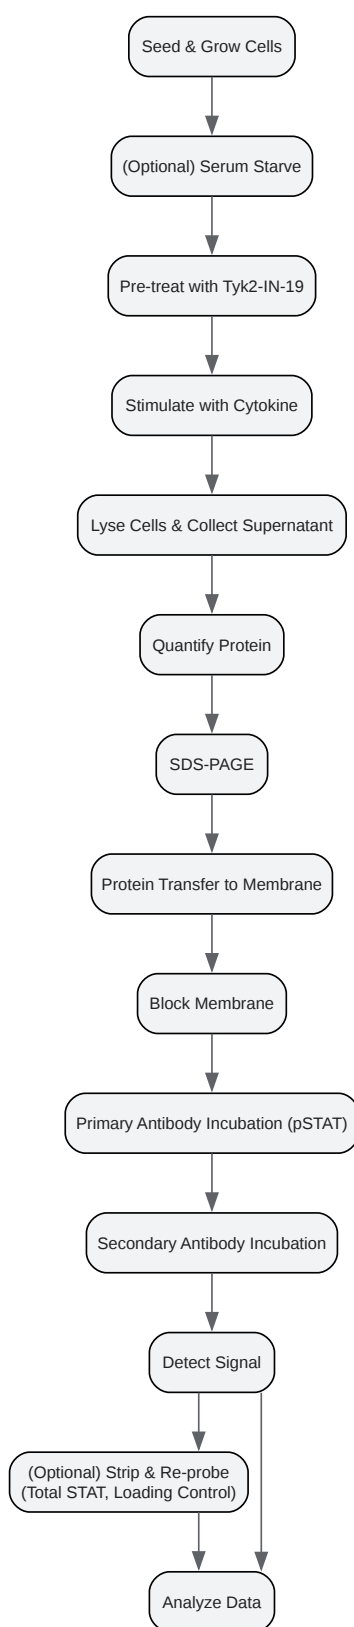 Seed & Grow Cells
(Optional) Serum Starve
Pre-treat with Tyk2-IN-19
Stimulate with Cytokine
Lyse Cells & Collect Supernatant
Quantify Protein
SDS-PAGE
Protein Transfer to Membrane
Block Membrane
Primary Antibody Incubation (pSTAT)
Secondary Antibody Incubation
Detect Signal
(Optional) Strip & Re-probe
(Total STAT, Loading Control)
Analyze Data